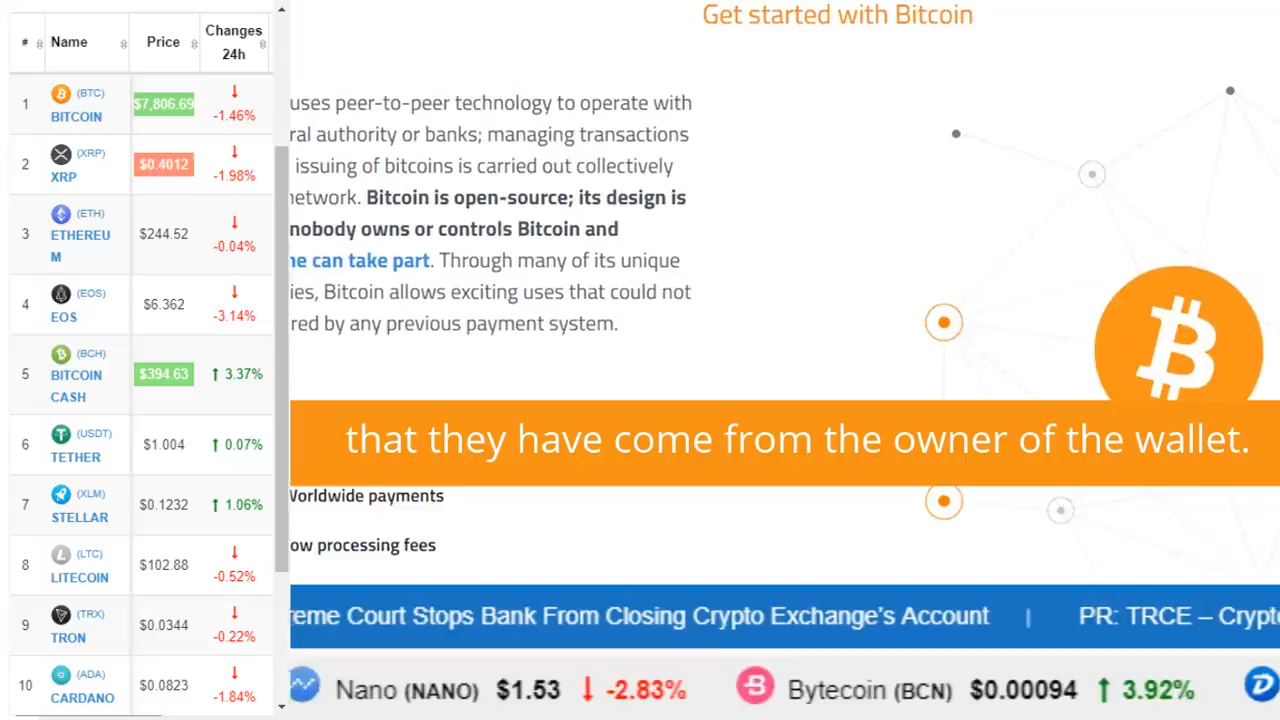 Get started with Bitcoin
# Name Price Changes 24h
1 (BTC) BITCOIN $7,806.69 ↓ -1.46%
2 (XRP) XRP $0.4012 ↓ -1.98%
3 (ETH) ETHEREUM $244.52 ↓ -0.04%
4 (EOS) EOS $6.362 ↓ -3.14%
5 (BCH) BITCOIN CASH $394.63 ↑ 3.37%
6 (USDT) TETHER $1.004 ↑ 0.07%
7 (XLM) STELLAR $0.1232 ↑ 1.06%
8 (LTC) LITECOIN $102.88 ↓ -0.52%
9 (TRX) TRON $0.0344 ↓ -0.22%
10 (ADA) CARDANO $0.0823 ↓ -1.84%
uses peer-to-peer technology to operate with
ral authority or banks; managing transactions
issuing of bitcoins is carried out collectively
network. Bitcoin is open-source; its design is
nobody owns or controls Bitcoin and
ne can take part. Through many of its unique
ies, Bitcoin allows exciting uses that could not
red by any previous payment system.
that they have come from the owner of the wallet.
Worldwide payments
ow processing fees
reme Court Stops Bank From Closing Crypto Exchange's Account | PR: TRCE – Crypto
Nano (NANO) $1.53 ↓ -2.83% Bytecoin (BCN) $0.00094 ↑ 3.92%